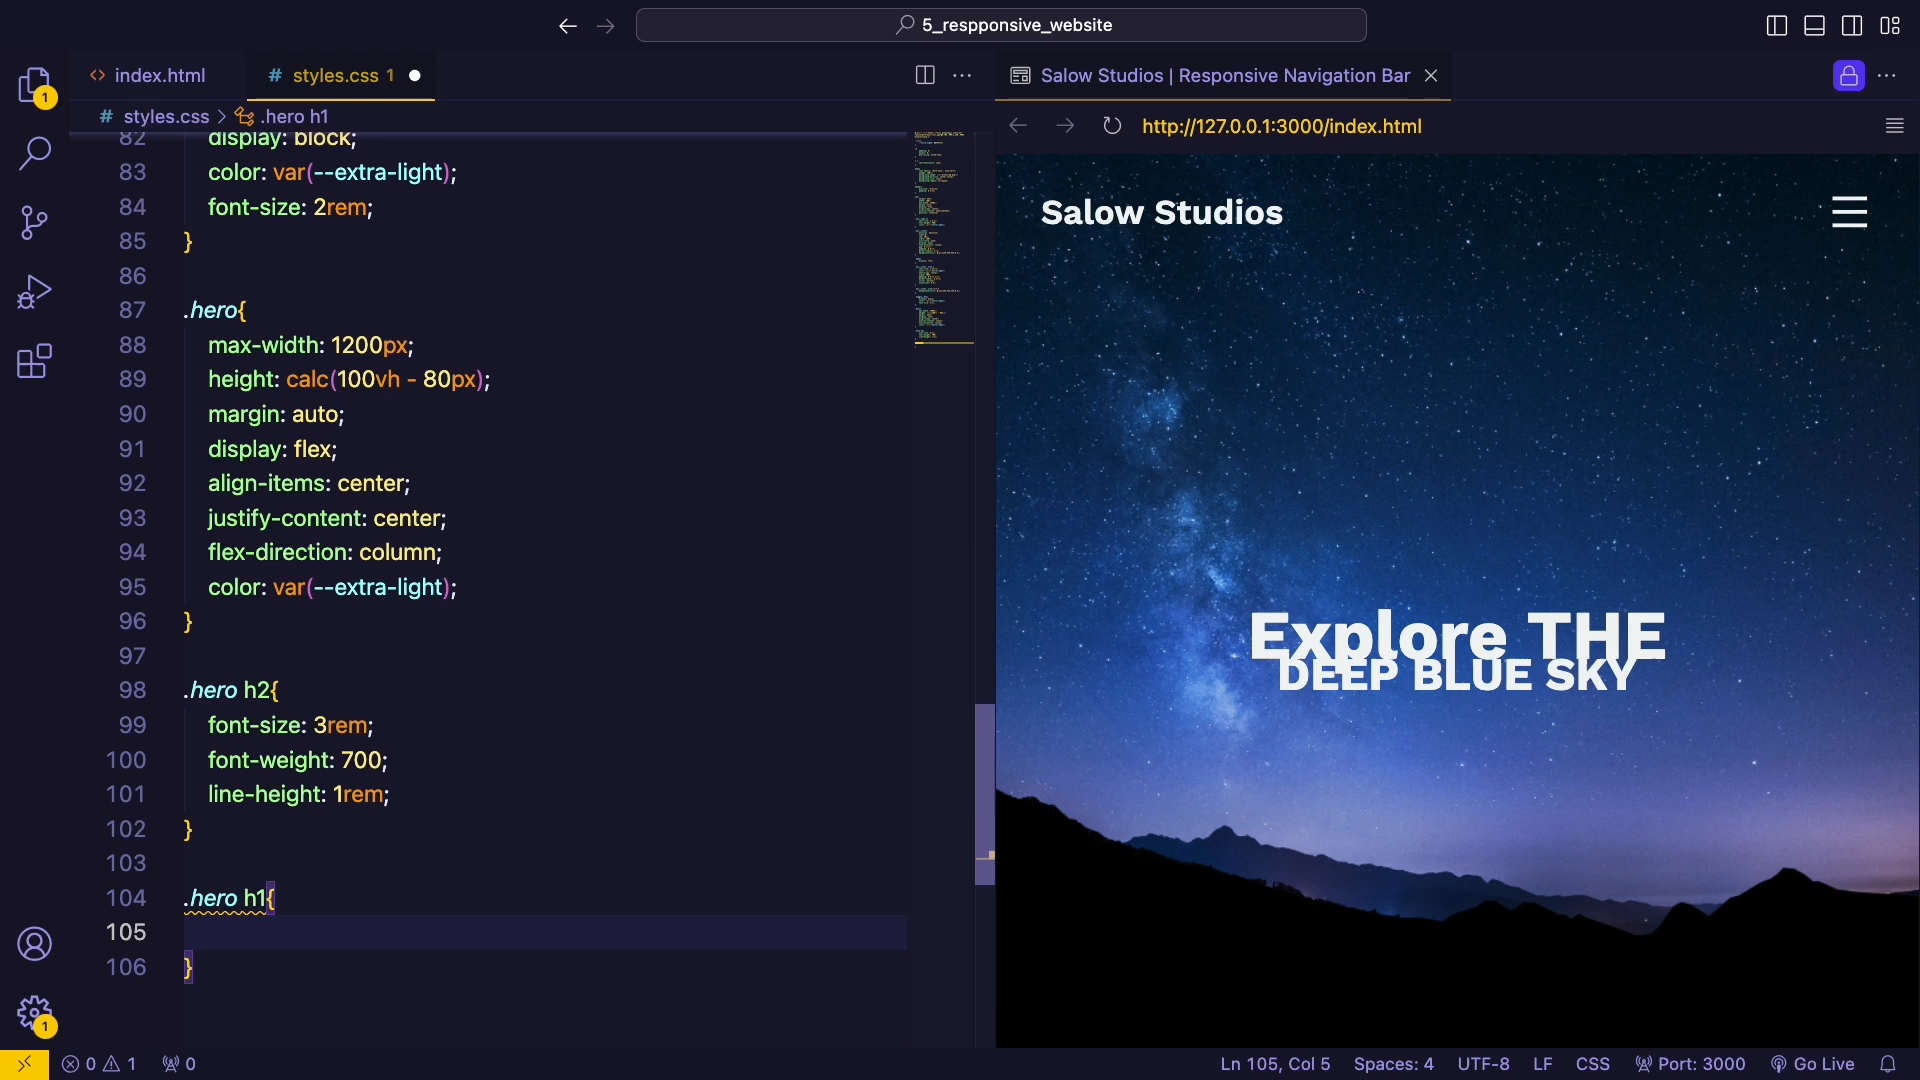 5_respponsive_website
index.html
# styles.css 1
Salow Studios | Responsive Navigation Bar
# styles.css > .hero h1
http://127.0.0.1:3000/index.html
82 display: block;
83 color: var(--extra-light);
84 font-size: 2rem;
85 }
86
87 .hero{
88 max-width: 1200px;
89 height: calc(100vh - 80px);
90 margin: auto;
91 display: flex;
92 align-items: center;
93 justify-content: center;
94 flex-direction: column;
95 color: var(--extra-light);
96 }
97
98 .hero h2{
99 font-size: 3rem;
100 font-weight: 700;
101 line-height: 1rem;
102 }
103
104 .hero h1{
105
106 }
Salow Studios
Explore THE
DEEP BLUE SKY
1
1
0 1 0
Ln 105, Col 5 Spaces: 4 UTF-8 LF CSS Port: 3000 Go Live